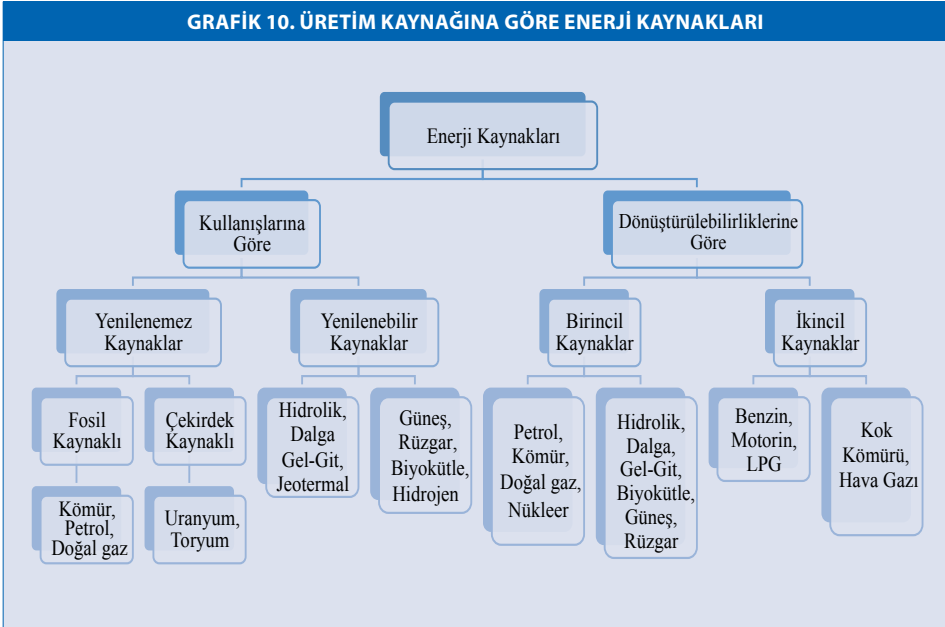 GRAFİK 10. ÜRETİM KAYNAĞINA GÖRE ENERJİ KAYNAKLARI
Enerji Kaynakları
Kullanışlarına
Göre
Dönüştürülebilirliklerine
Göre
Yenilenemez
Kaynaklar
Yenilenebilir
Kaynaklar
Birincil
Kaynaklar
İkincil
Kaynaklar
Fosil
Kaynaklı
Çekirdek
Kaynaklı
Hidrolik,
Dalga
Gel-Git,
Jeotermal
Güneş,
Rüzgar,
Biyokütle,
Hidrojen
Petrol,
Kömür,
Doğal gaz,
Nükleer
Hidrolik,
Dalga,
Gel-Git,
Biyokütle,
Güneş,
Rüzgar
Benzin,
Motorin,
LPG
Kok
Kömürü,
Hava Gazı
Kömür,
Petrol,
Doğal gaz
Uranyum,
Toryum